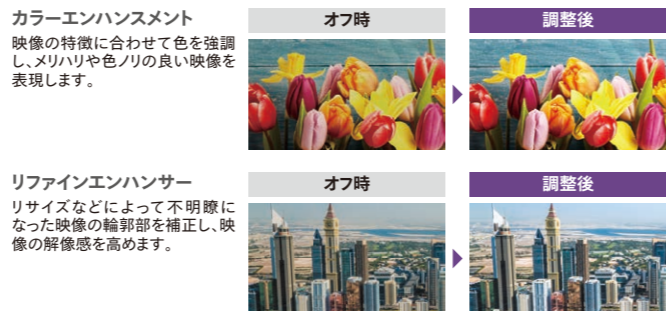 カラーエンハンスメント
オフ時
調整後
映像の特徴に合わせて色を強調
し、メリハリや色ノリの良い映像を
表現します。
リファインエンハンサー
オフ時
調整後
リサイズなどによって不明瞭に
なった映像の輪郭部を補正し、映
像の解像感を高めます。